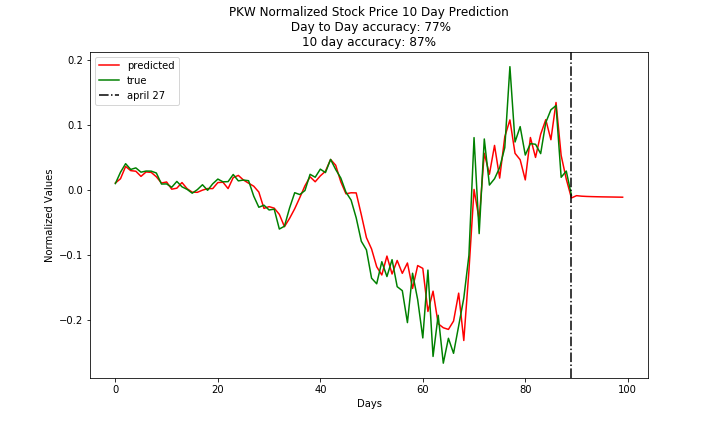 PKW Normalized Stock Price 10 Day Prediction
Day to Day accuracy: 77%
10 day accuracy: 87%
predicted
true
april 27
Normalized Values
0.2
0.1
0.0
−0.1
−0.2
0 20 40 60 80 100
Days